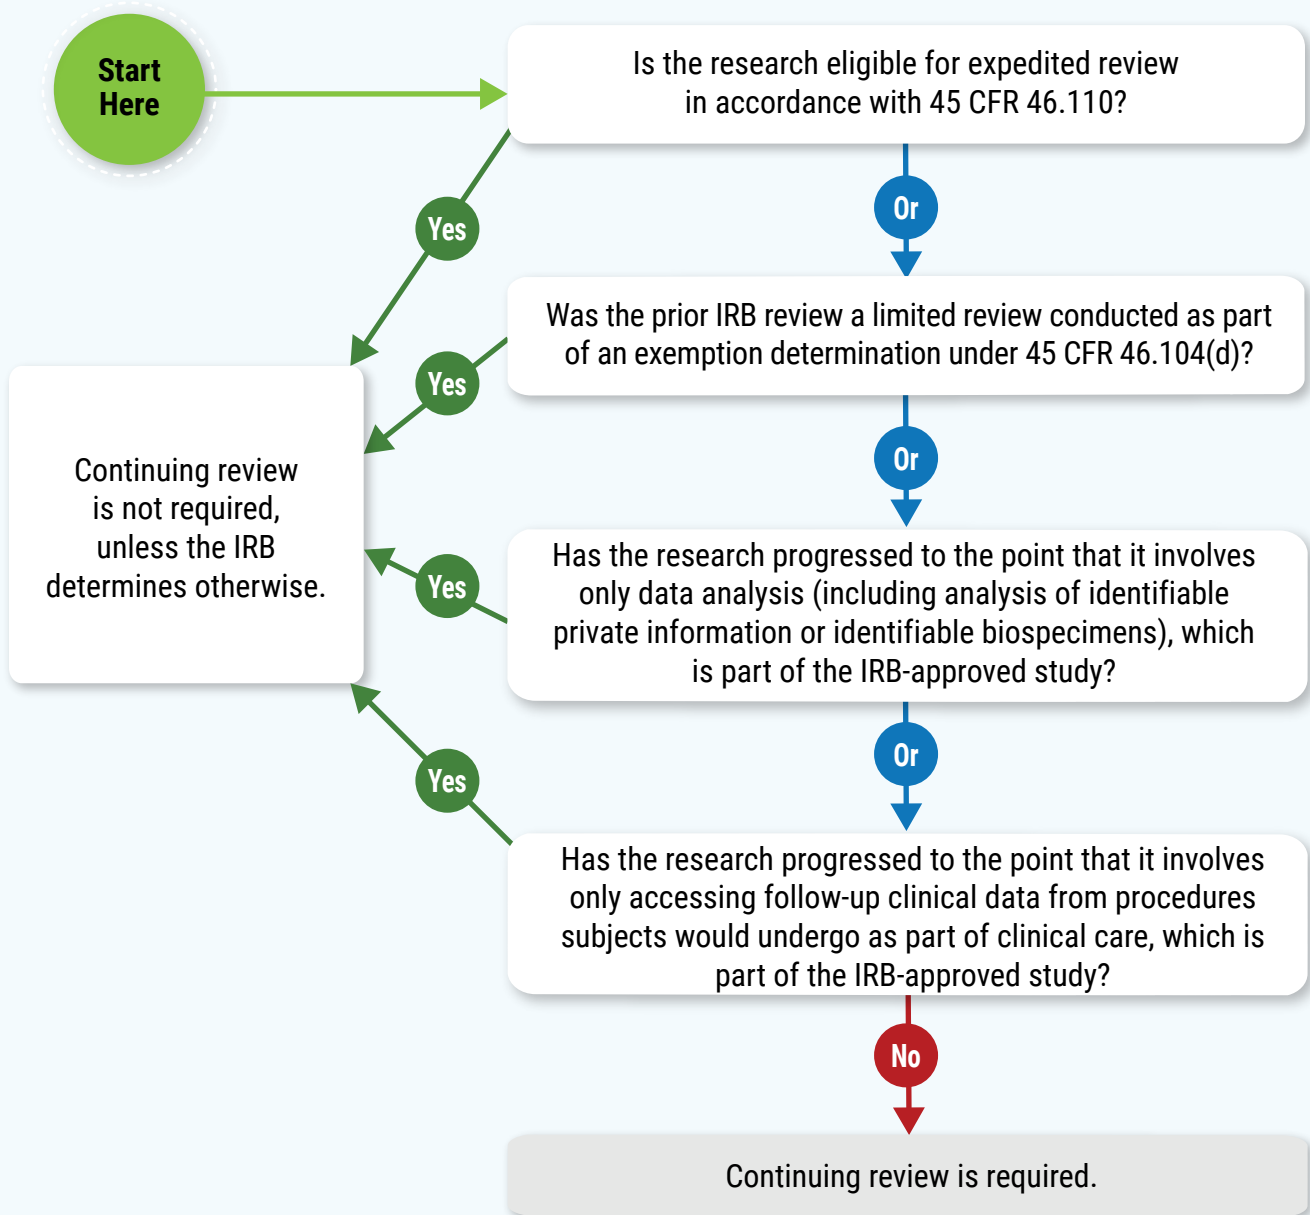 Start
Here
Is the research eligible for expedited review
in accordance with 45 CFR 46.110?
Yes
Or
Was the prior IRB review a limited review conducted as part
of an exemption determination under 45 CFR 46.104(d)?
Yes
Or
Continuing review
is not required,
unless the IRB
determines otherwise.
Has the research progressed to the point that it involves
only data analysis (including analysis of identifiable
private information or identifiable biospecimens), which
is part of the IRB-approved study?
Yes
Or
Has the research progressed to the point that it involves
only accessing follow-up clinical data from procedures
subjects would undergo as part of clinical care, which is
part of the IRB-approved study?
Yes
No
Continuing review is required.